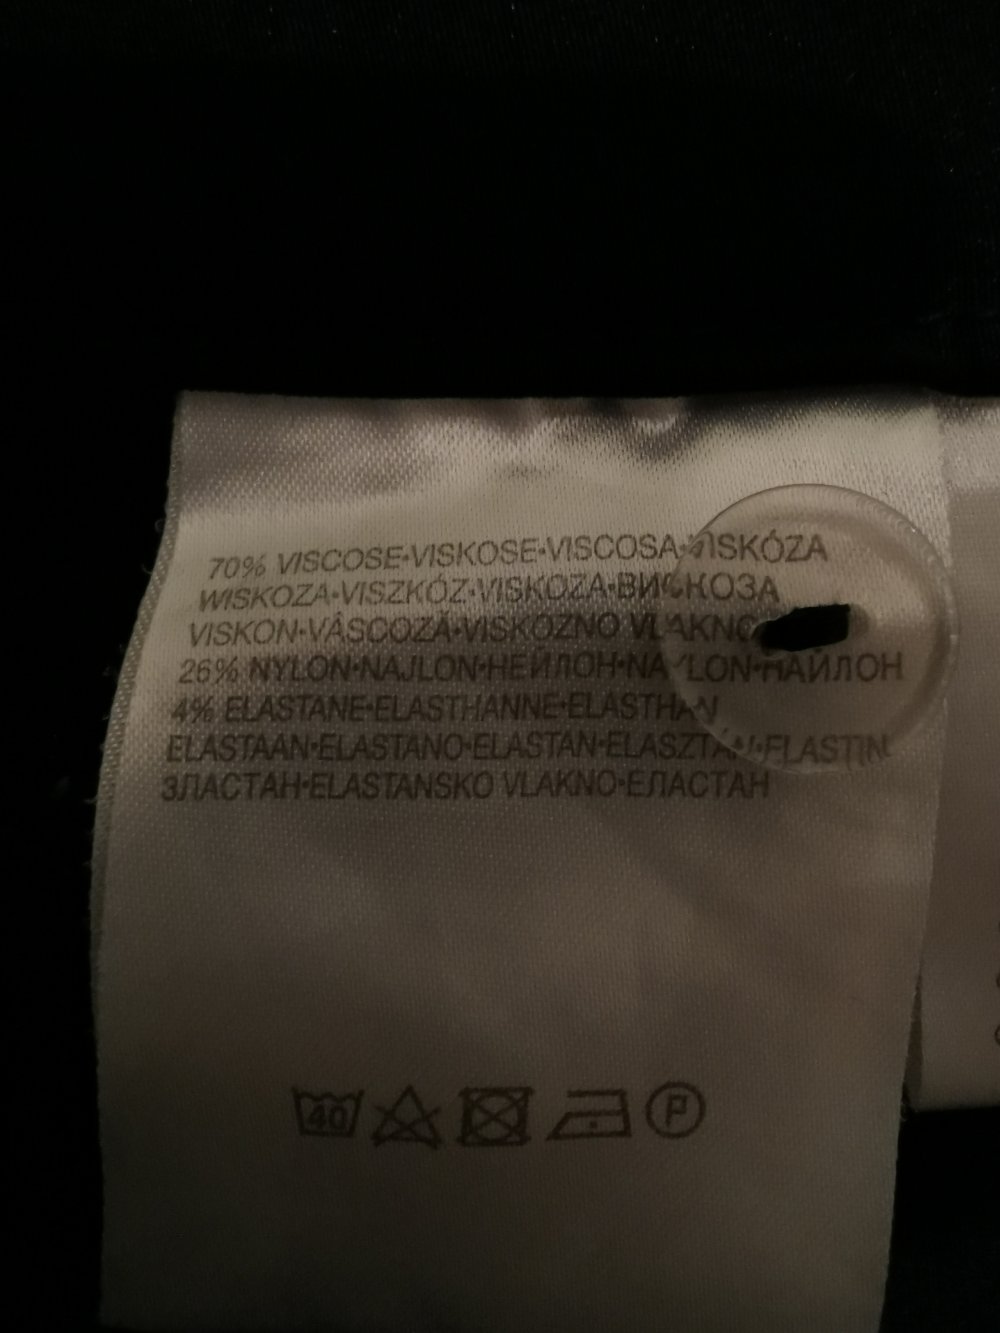 70% VISCOSE•VISKOSE•VISCOSA•VISKÓZA
WISKOZA•VISZKÓZ•VISKOZA•ВИСКОЗА
VISKON•VÂSCOZĂ•VISKOZNO VLAKNO
26% NYLON•NAJLON•НЕЙЛОН•NAYLON•НАЙЛОН
4% ELASTANE•ELASTHANNE•ELASTHAN
ELASTAAN•ELASTANO•ELASTAN•ELASZTÁN•ELASTIN
ЗЛАСТАН•ELASTANSKO VLAKNO•ЕЛАСТАН
40 P